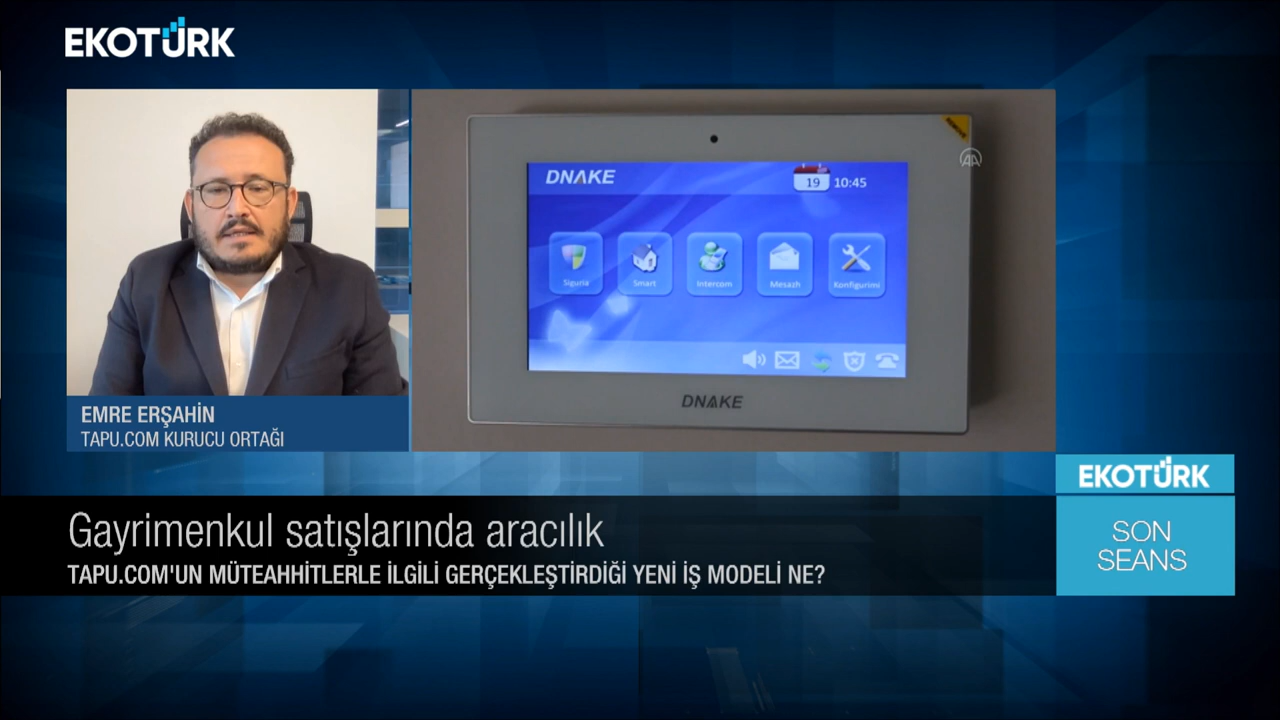 EKOTÜRK
DNAKE
19 10:45
Siguria Smart Intercom Mesazh Konfigurimi
DNAKE
AA
EMRE ERŞAHİN
TAPU.COM KURUCU ORTAĞI
EKOTÜRK
SON
SEANS
Gayrimenkul satışlarında aracılık
TAPU.COM'UN MÜTEAHHİTLERLE İLGİLİ GERÇEKLEŞTİRDİĞİ YENİ İŞ MODELİ NE?